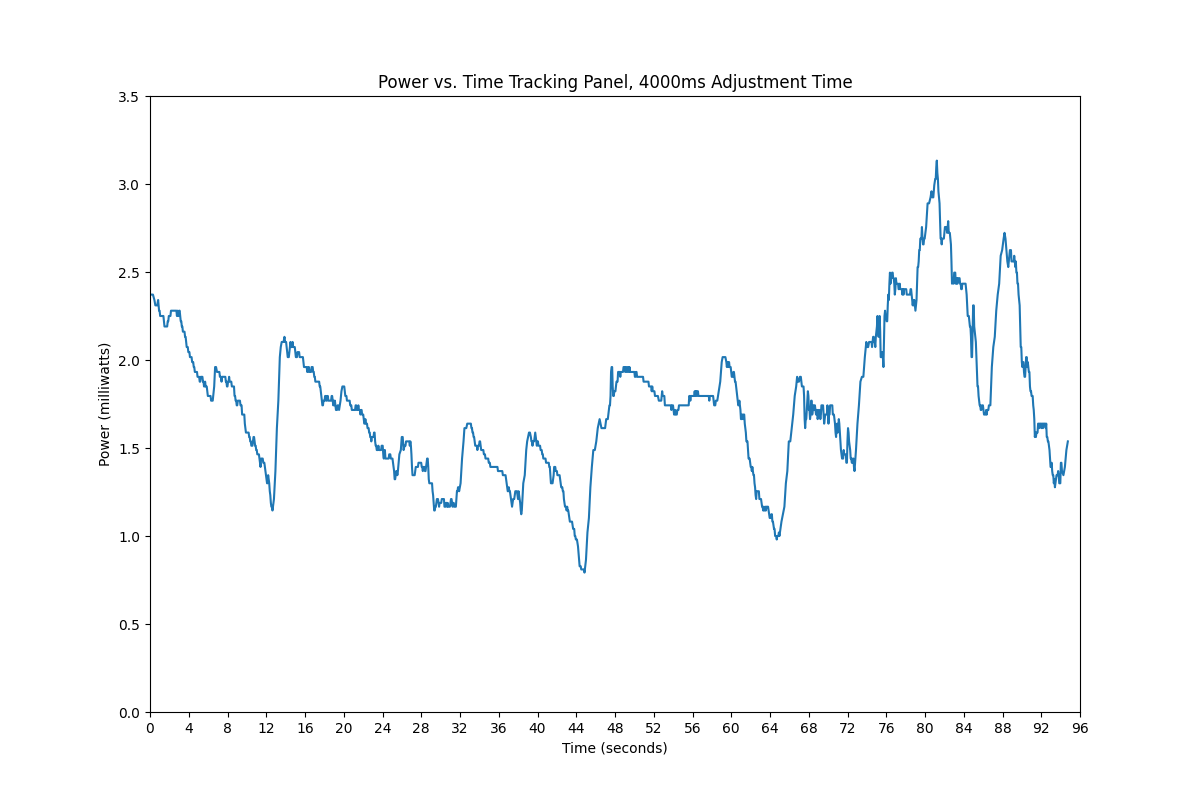 Power vs. Time Tracking Panel, 4000ms Adjustment Time
3.5
3.0
2.5
2.0
1.5
1.0
0.5
0.0
Power (milliwatts)
0 4 8 12 16 20 24 28 32 36 40 44 48 52 56 60 64 68 72 76 80 84 88 92 96
Time (seconds)